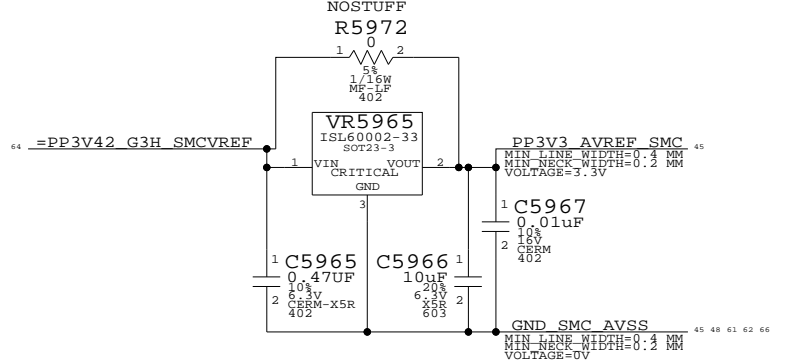 NOSTUFF
R5972
0
1 2
5%
1/16W
MF-LF
402
VR5965
ISL60002-33
SOT23-3
64 =PP3V42_G3H_SMCVREF
PP3V3_AVREF_SMC 45
MIN_LINE_WIDTH=0.4 MM
MIN_NECK_WIDTH=0.2 MM
VOLTAGE=3.3V
1 VIN VOUT 2
CRITICAL
GND
3
1 C5967
0.01uF
10%
16V
2 CERM
402
1 C5965
0.47UF
10%
6.3V
2 CERM-X5R
402
C5966 1
10uF
20%
6.3V
X5R 2
603
GND_SMC_AVSS 45 48 61 62 66
MIN_LINE_WIDTH=0.4 MM
MIN_NECK_WIDTH=0.2 MM
VOLTAGE=0V